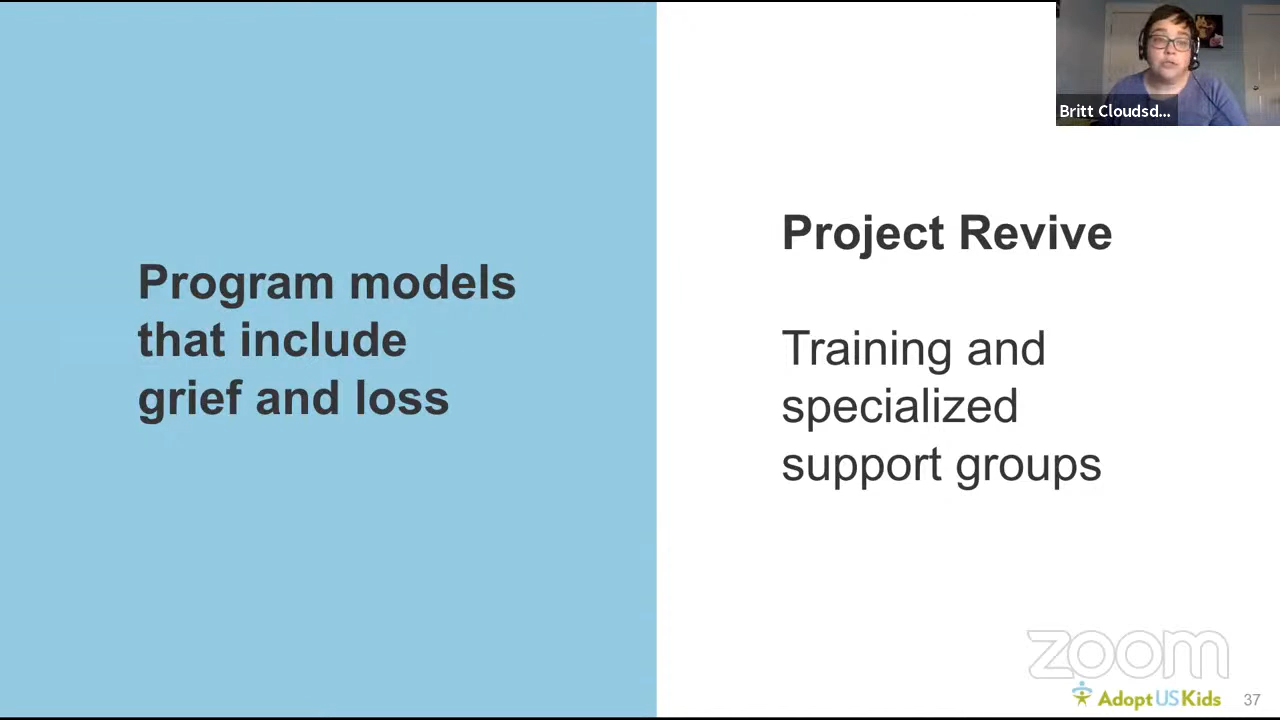 Britt Cloudsd...
Program models
that include
grief and loss
Project Revive
Training and
specialized
support groups
zoom
AdoptUSKids
37